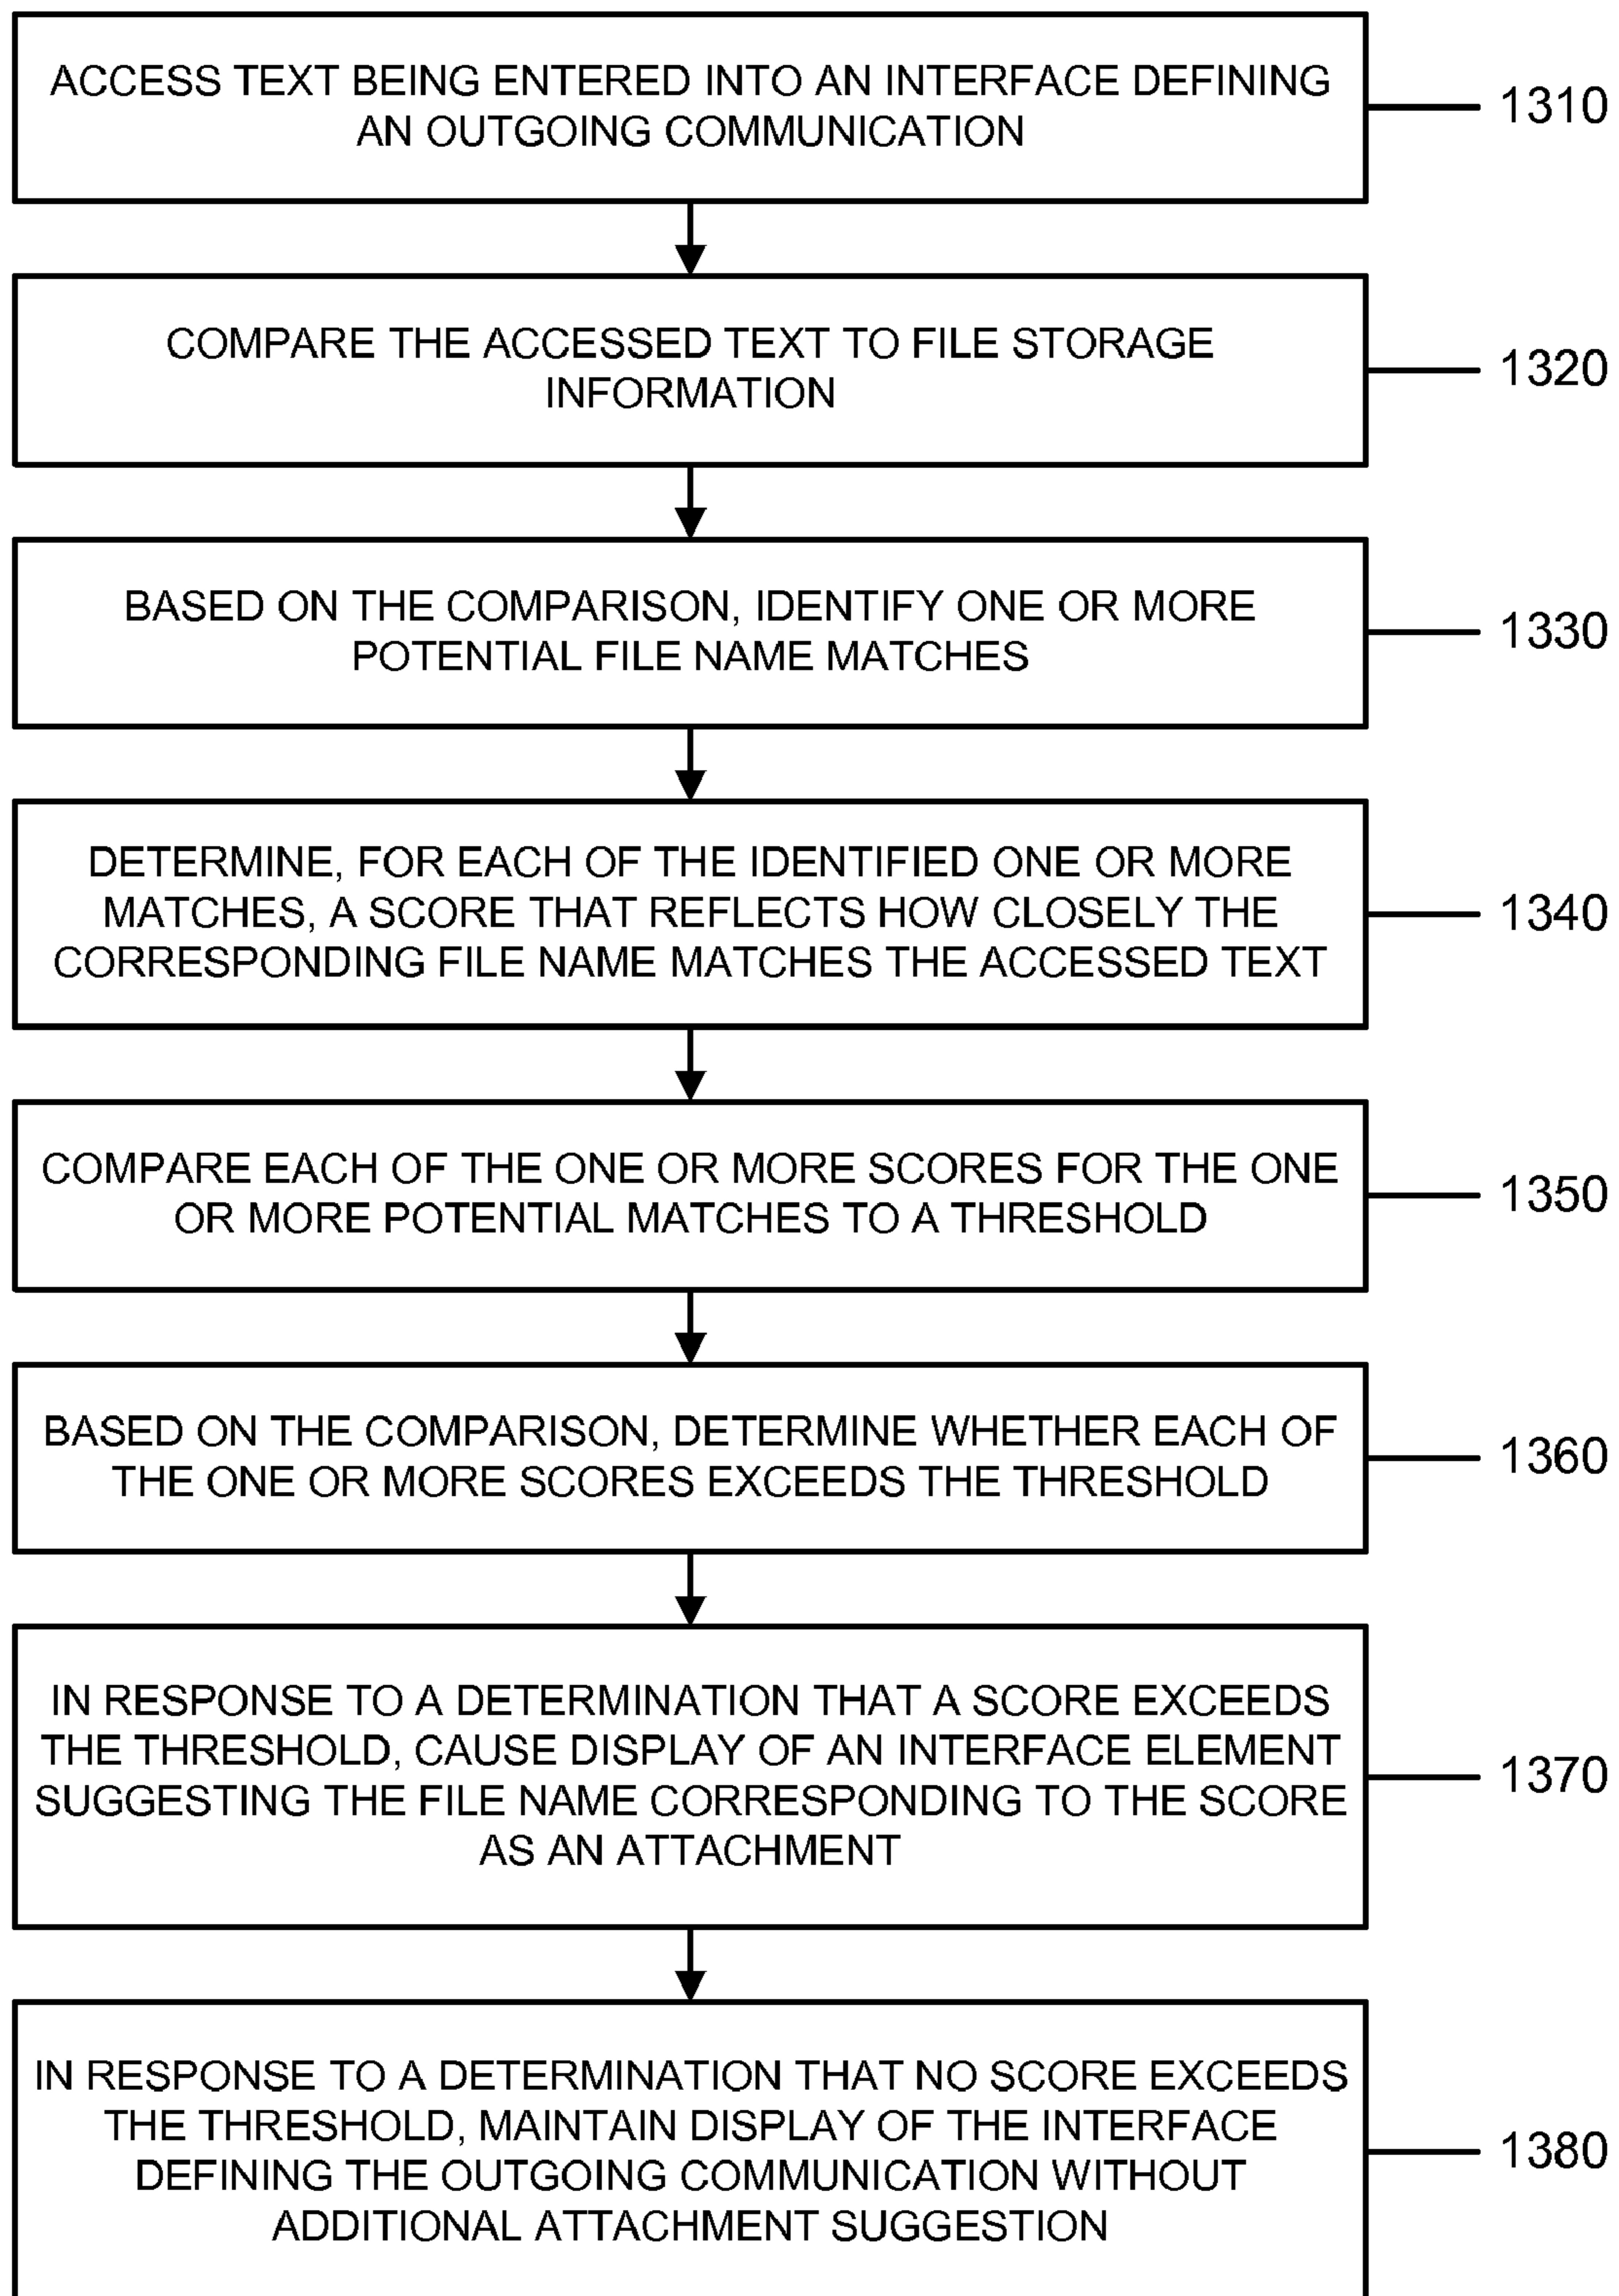 ACCESS TEXT BEING ENTERED INTO AN INTERFACE DEFINING
AN OUTGOING COMMUNICATION
1310
COMPARE THE ACCESSED TEXT TO FILE STORAGE
INFORMATION
1320
BASED ON THE COMPARISON, IDENTIFY ONE OR MORE
POTENTIAL FILE NAME MATCHES
1330
DETERMINE, FOR EACH OF THE IDENTIFIED ONE OR MORE
MATCHES, A SCORE THAT REFLECTS HOW CLOSELY THE
CORRESPONDING FILE NAME MATCHES THE ACCESSED TEXT
1340
COMPARE EACH OF THE ONE OR MORE SCORES FOR THE ONE
OR MORE POTENTIAL MATCHES TO A THRESHOLD
1350
BASED ON THE COMPARISON, DETERMINE WHETHER EACH OF
THE ONE OR MORE SCORES EXCEEDS THE THRESHOLD
1360
IN RESPONSE TO A DETERMINATION THAT A SCORE EXCEEDS
THE THRESHOLD, CAUSE DISPLAY OF AN INTERFACE ELEMENT
SUGGESTING THE FILE NAME CORRESPONDING TO THE SCORE
AS AN ATTACHMENT
1370
IN RESPONSE TO A DETERMINATION THAT NO SCORE EXCEEDS
THE THRESHOLD, MAINTAIN DISPLAY OF THE INTERFACE
DEFINING THE OUTGOING COMMUNICATION WITHOUT
ADDITIONAL ATTACHMENT SUGGESTION
1380